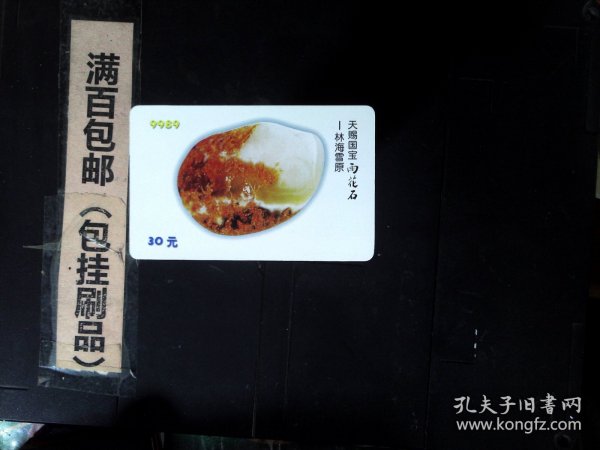 满百包邮（包挂刷品）
9989
天赐国宝雨花石
—林海雪原
30元
孔夫子旧书网
www.kongfz.com